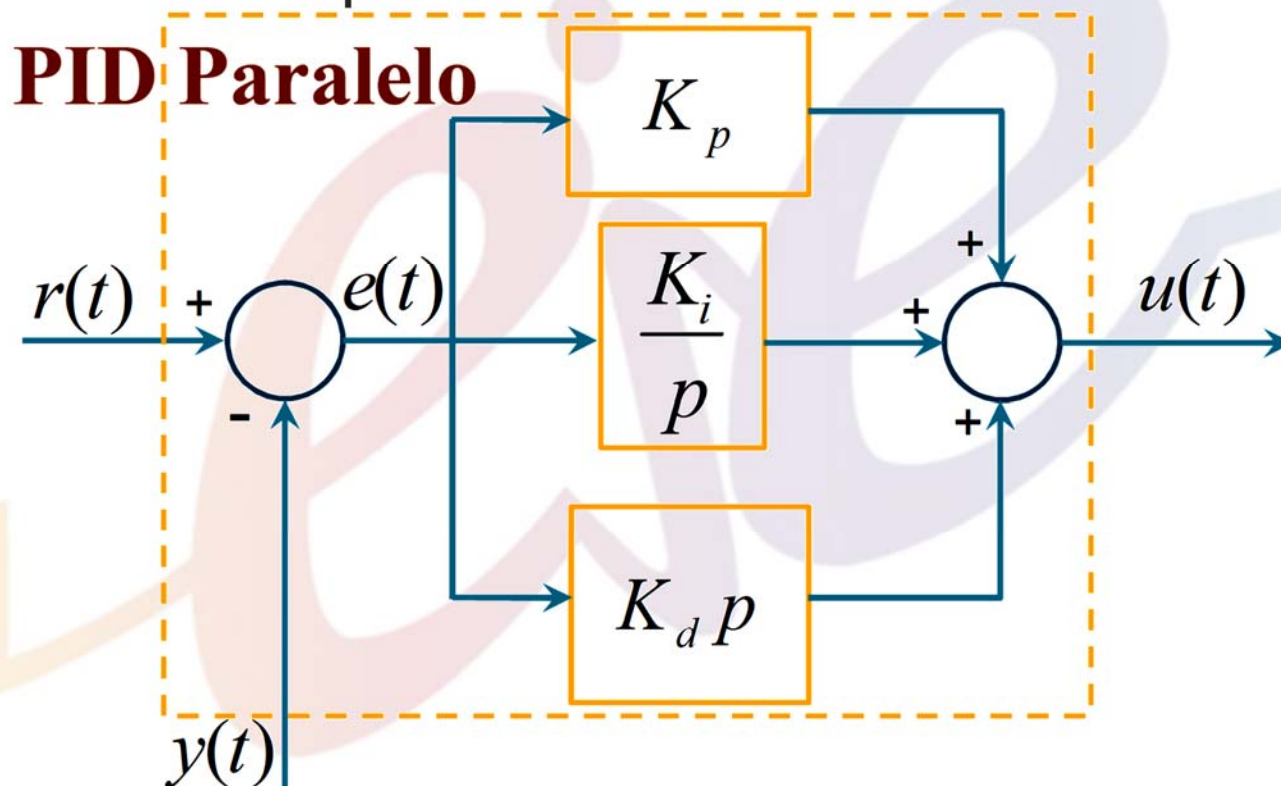 PID Paralelo
K_p
+
r(t)
+
e(t)
K_i
p
+
u(t)
-
+
K_d p
y(t)